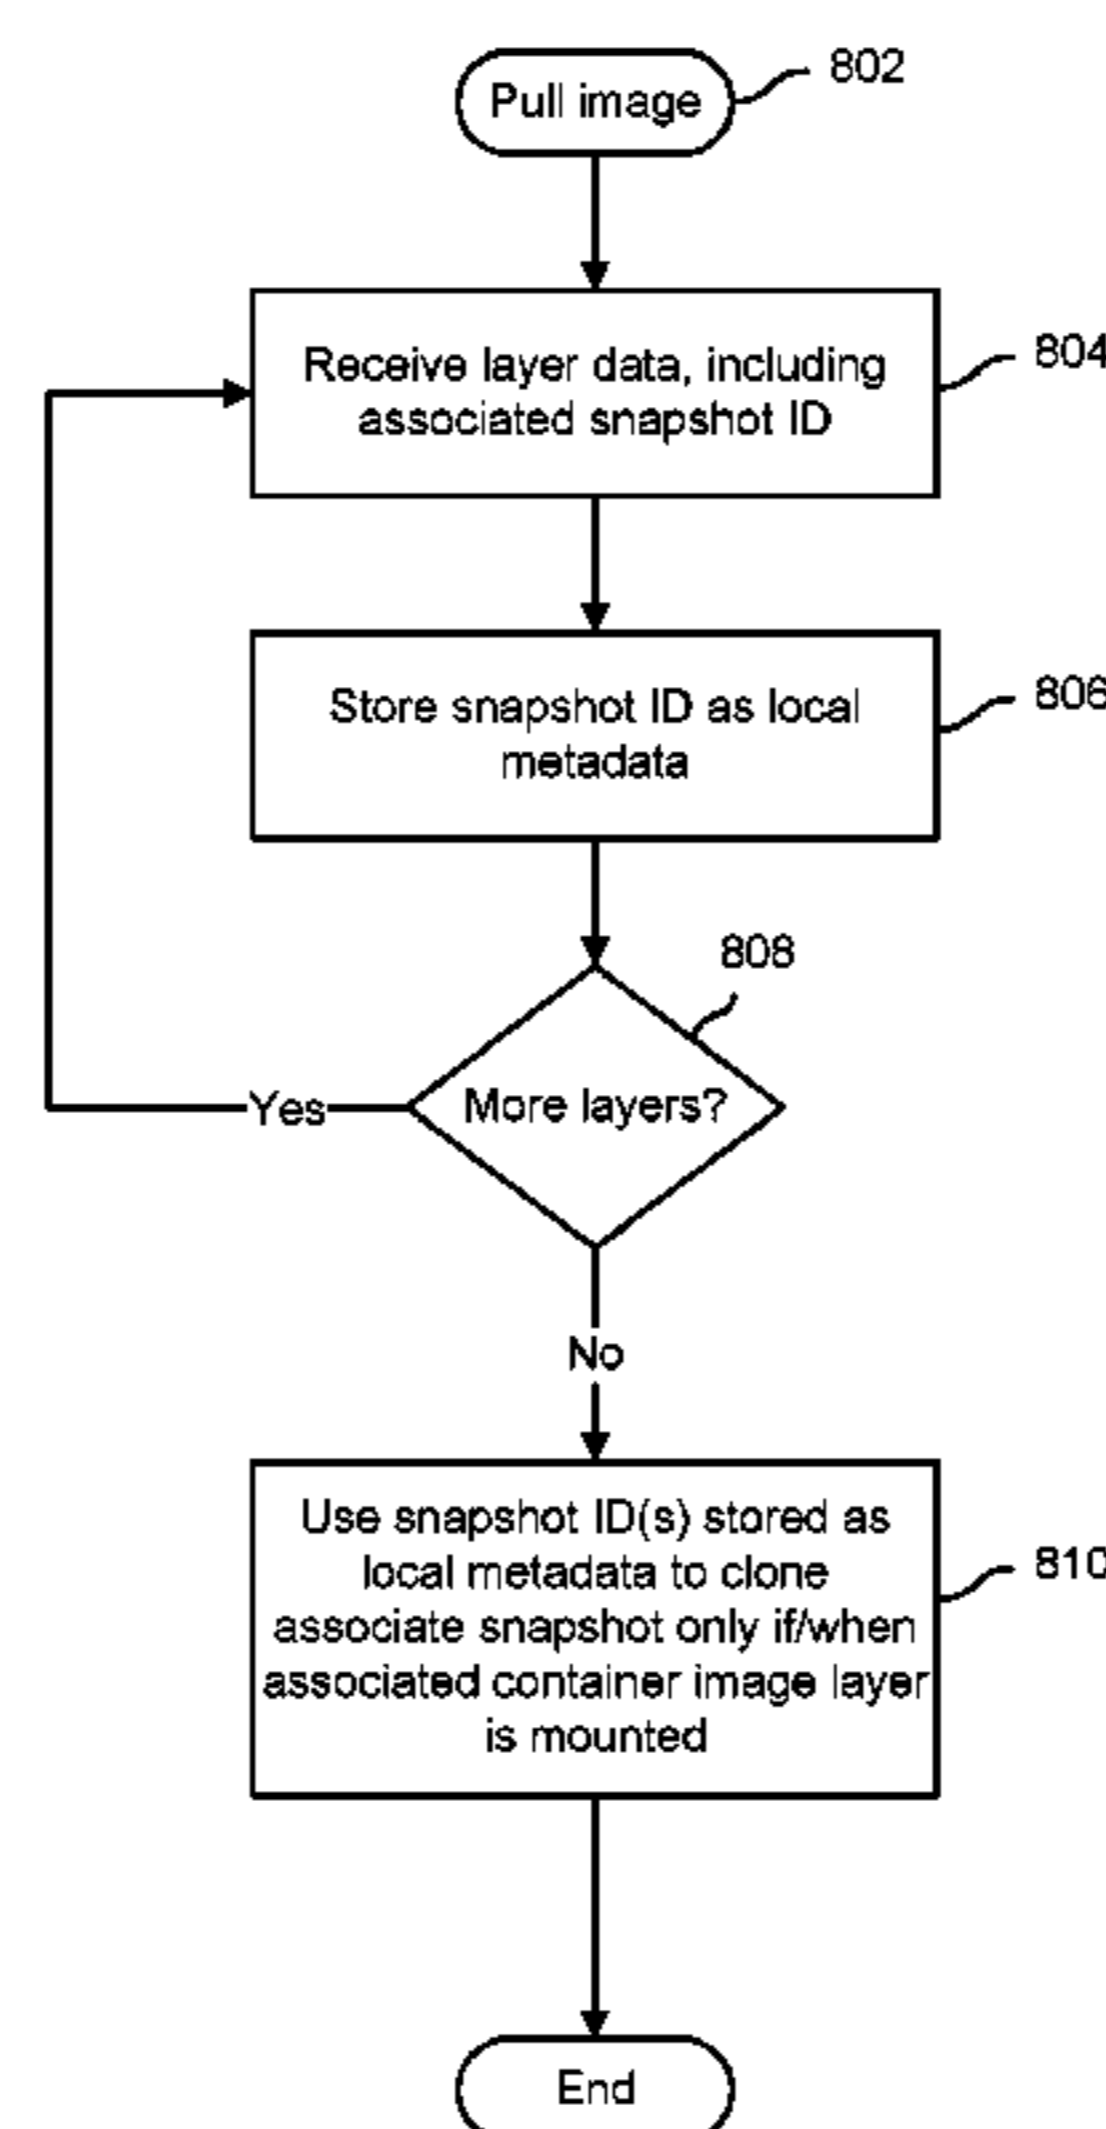 Pull image
802
Receive layer data, including
associated snapshot ID
804
Store snapshot ID as local
metadata
806
808
More layers?
Yes
No
Use snapshot ID(s) stored as
local metadata to clone
associate snapshot only if/when
associated container image layer
is mounted
810
End